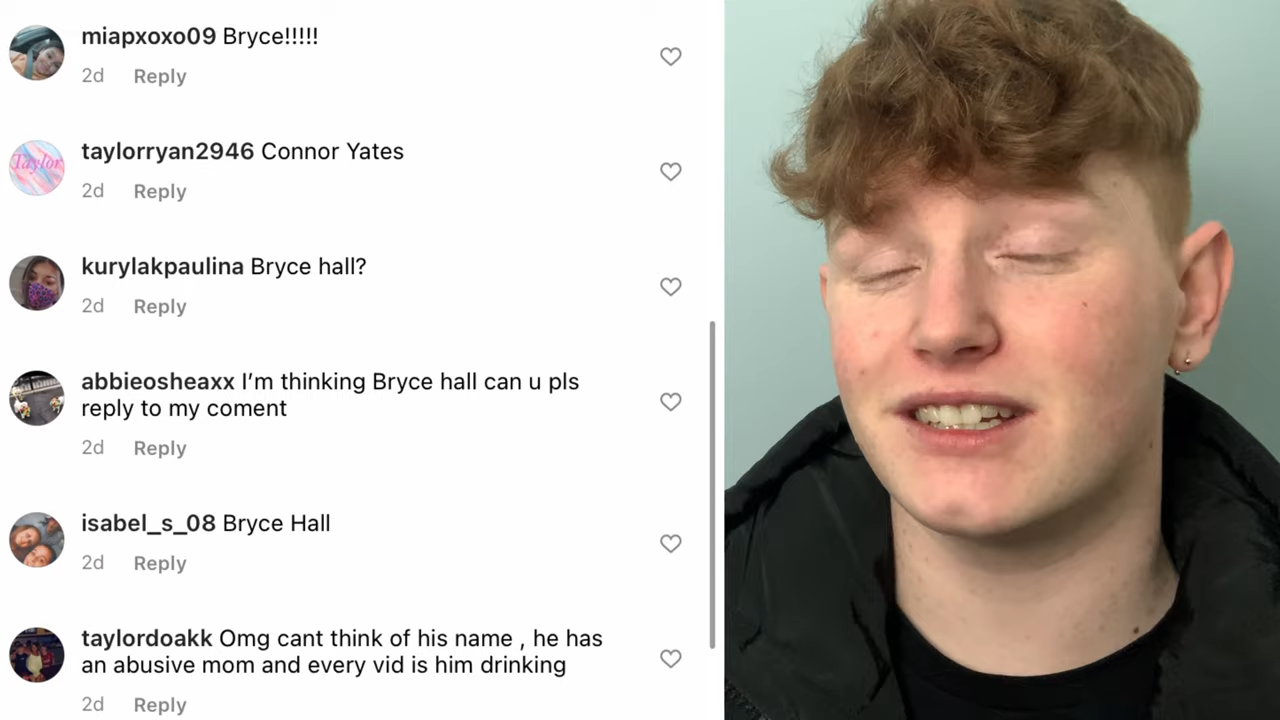 miapxoxo09 Bryce!!!!!
2d Reply
taylorryan2946 Connor Yates
2d Reply
Taylor
kurylakpaulina Bryce hall?
2d Reply
abbieosheaxx I'm thinking Bryce hall can u pls
reply to my coment
2d Reply
isabel_s_08 Bryce Hall
2d Reply
taylordoakk Omg cant think of his name , he has
an abusive mom and every vid is him drinking
2d Reply